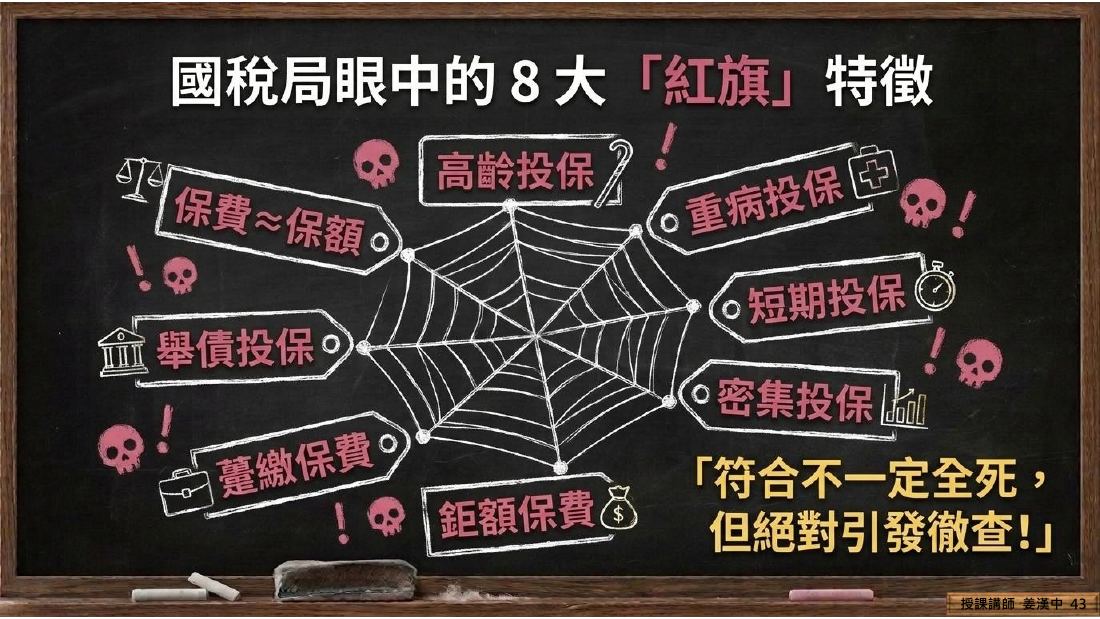 國稅局眼中的 8 大「紅旗」特徵
高齡投保
重病投保
短期投保
密集投保
鉅額保費
躉繳保費
舉債投保
保費≈保額
「符合不一定全死，
但絕對引發徹查！」
$
授課講師 姜漢中 43